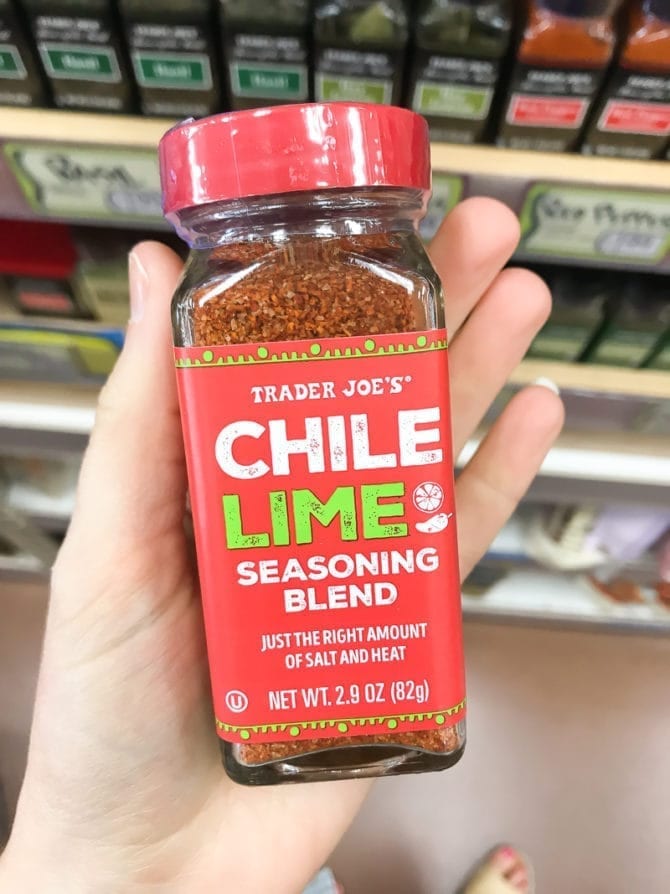 TRADER JOE'S®
CHILE
LIME
SEASONING
BLEND
JUST THE RIGHT AMOUNT
OF SALT AND HEAT
U NET WT. 2.9 OZ (82g)